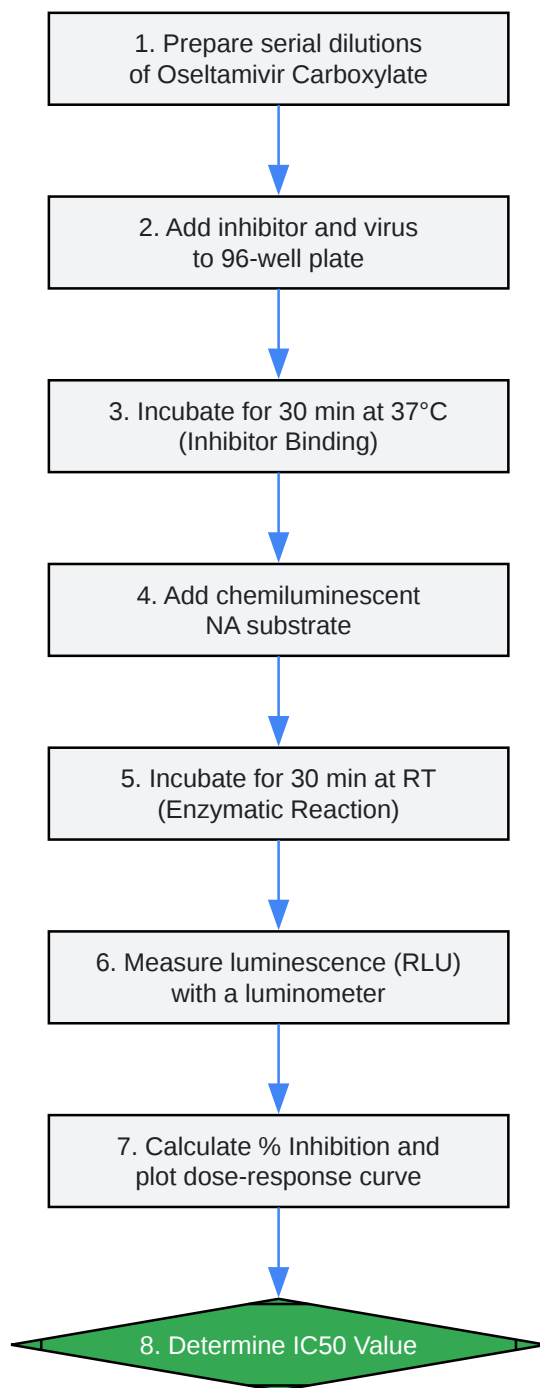 1. Prepare serial dilutions
of Oseltamivir Carboxylate
2. Add inhibitor and virus
to 96-well plate
3. Incubate for 30 min at 37°C
(Inhibitor Binding)
4. Add chemiluminescent
NA substrate
5. Incubate for 30 min at RT
(Enzymatic Reaction)
6. Measure luminescence (RLU)
with a luminometer
7. Calculate % Inhibition and
plot dose-response curve
8. Determine IC50 Value